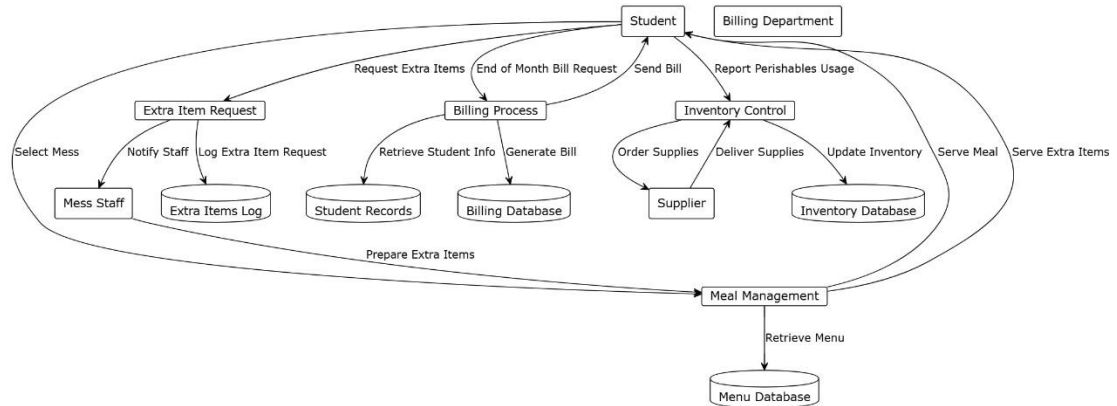 Student
Billing Department
Request Extra Items
End of Month Bill Request
Send Bill
Report Perishables Usage
Extra Item Request
Billing Process
Inventory Control
Select Mess
Notify Staff
Log Extra Item Request
Retrieve Student Info
Generate Bill
Order Supplies
Deliver Supplies
Update Inventory
Serve Meal
Serve Extra Items
Mess Staff
Extra Items Log
Student Records
Billing Database
Supplier
Inventory Database
Prepare Extra Items
Meal Management
Retrieve Menu
Menu Database